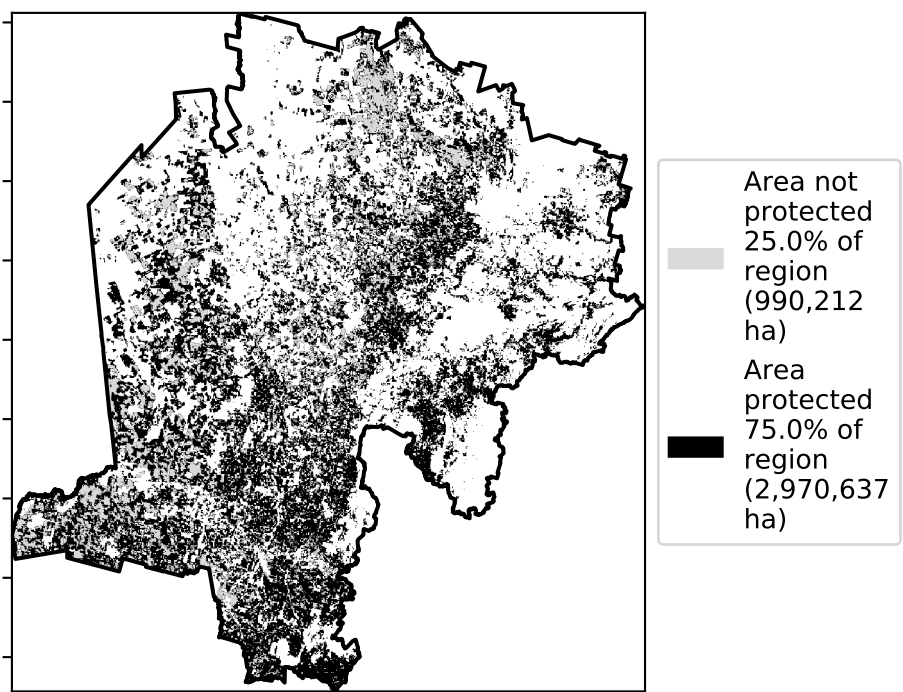 Area not
protected
25.0% of
region
(990,212
ha)
Area
protected
75.0% of
region
(2,970,637
ha)